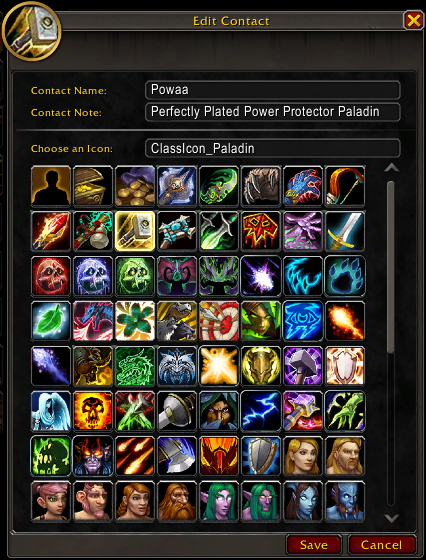 Edit Contact
Contact Name: Powaa
Contact Note: Perfectly Plated Power Protector Paladin
Choose an Icon: ClassIcon_Paladin
Save Cancel